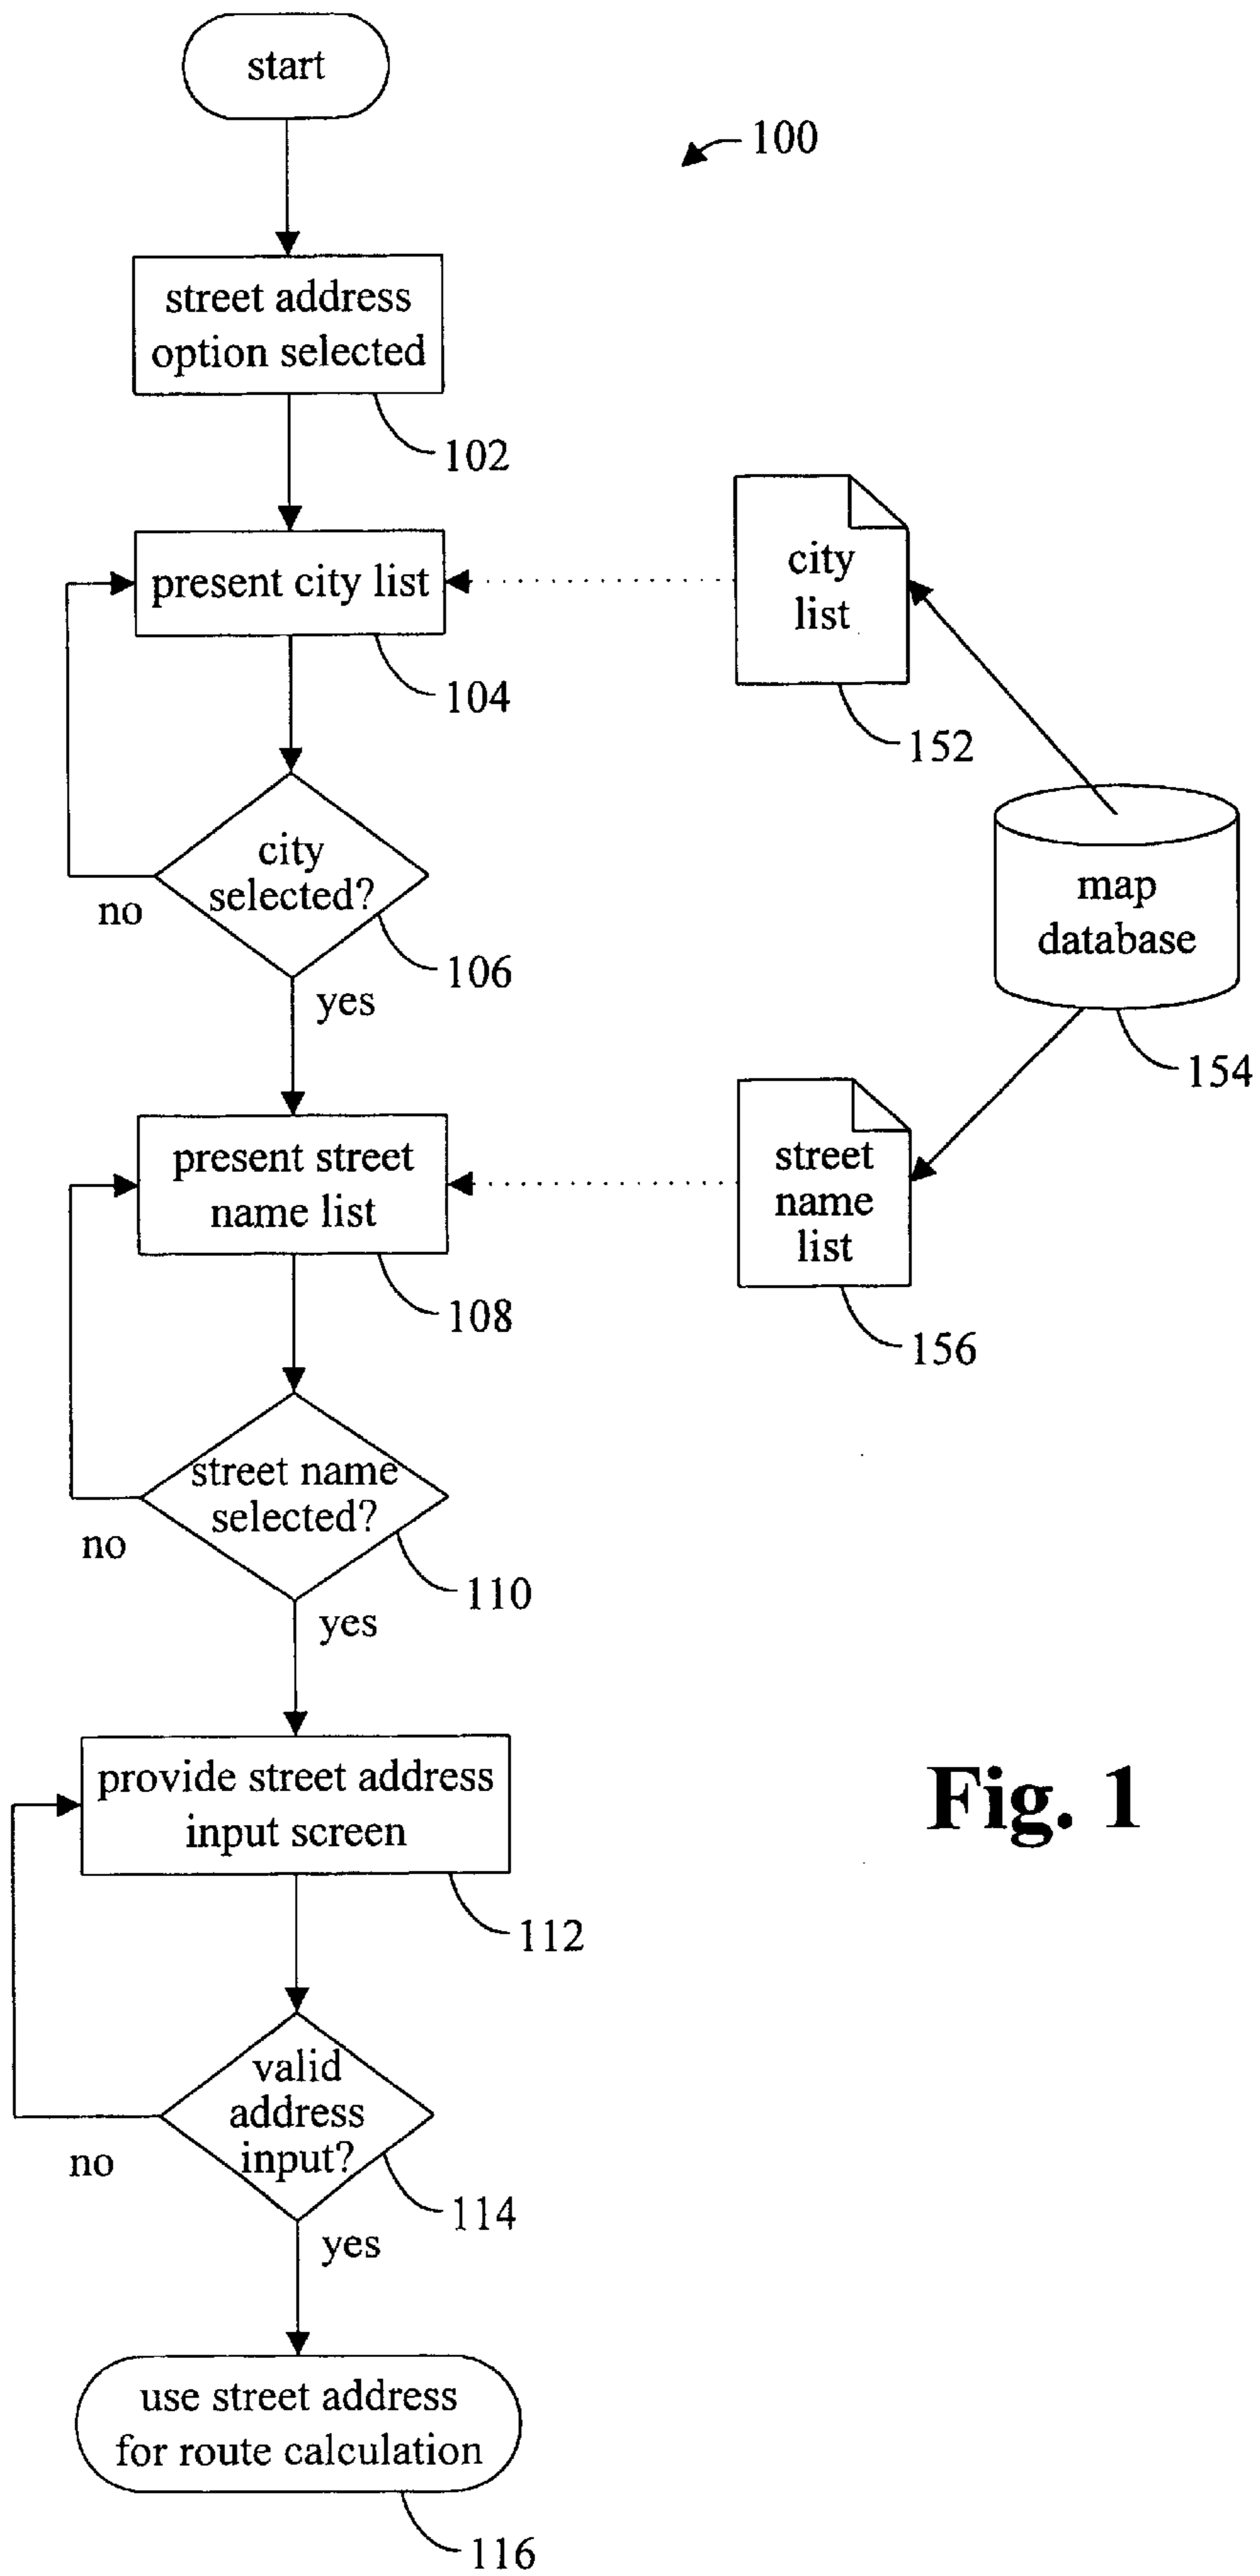 start
100
street address
option selected
102
present city list
104
city
list
152
city
selected?
no
106
yes
map
database
154
present street
name list
108
street
name
list
156
street name
selected?
no
110
yes
provide street address
input screen
112
Fig. 1
valid
address
input?
no
114
yes
use street address
for route calculation
116